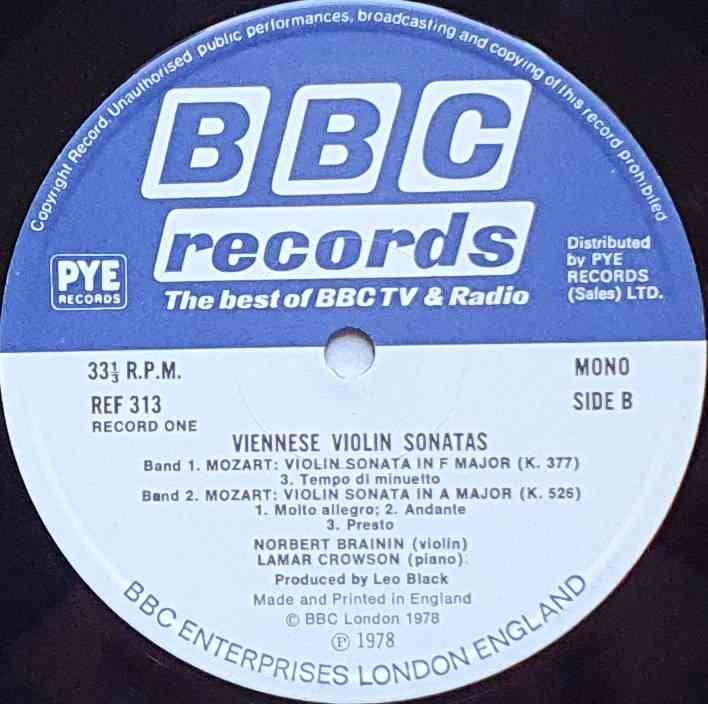 Copyright Record. Unauthorised public performances, broadcasting and copying of this record prohibited
BBC
records
The best of BBC TV & Radio
PYE
RECORDS
Distributed
by PYE
RECORDS
(Sales) LTD.
33⅓ R.P.M.
REF 313
RECORD ONE
MONO
SIDE B
VIENNESE VIOLIN SONATAS
Band 1. MOZART: VIOLIN SONATA IN F MAJOR (K. 377)
3. Tempo di minuetto
Band 2. MOZART: VIOLIN SONATA IN A MAJOR (K. 526)
1. Molto allegro; 2. Andante
3. Presto
NORBERT BRAININ (violin)
LAMAR CROWSON (piano)
Produced by Leo Black
Made and Printed in England
© BBC London 1978
℗ 1978
BBC ENTERPRISES LONDON ENGLAND